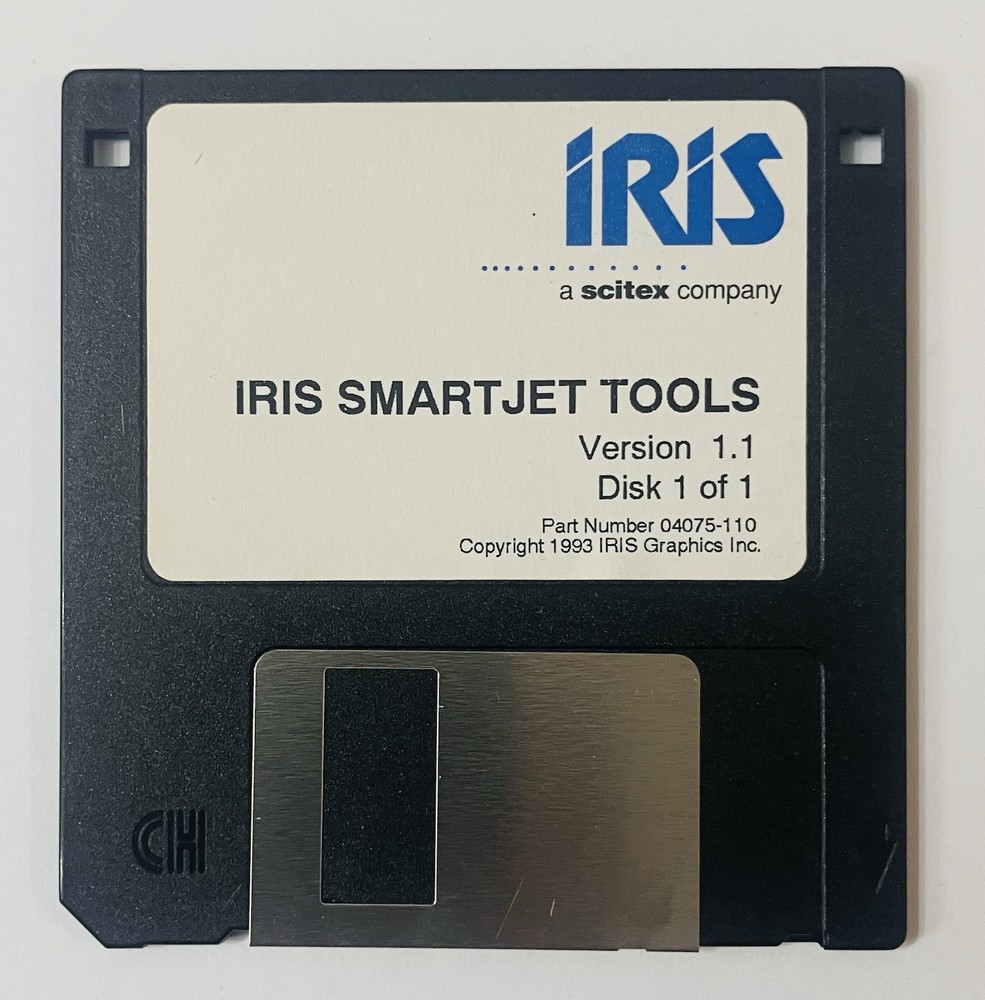 IRIS
a scitex company
IRIS SMARTJET TOOLS
Version 1.1
Disk 1 of 1
Part Number 04075-110
Copyright 1993 IRIS Graphics Inc.
CH